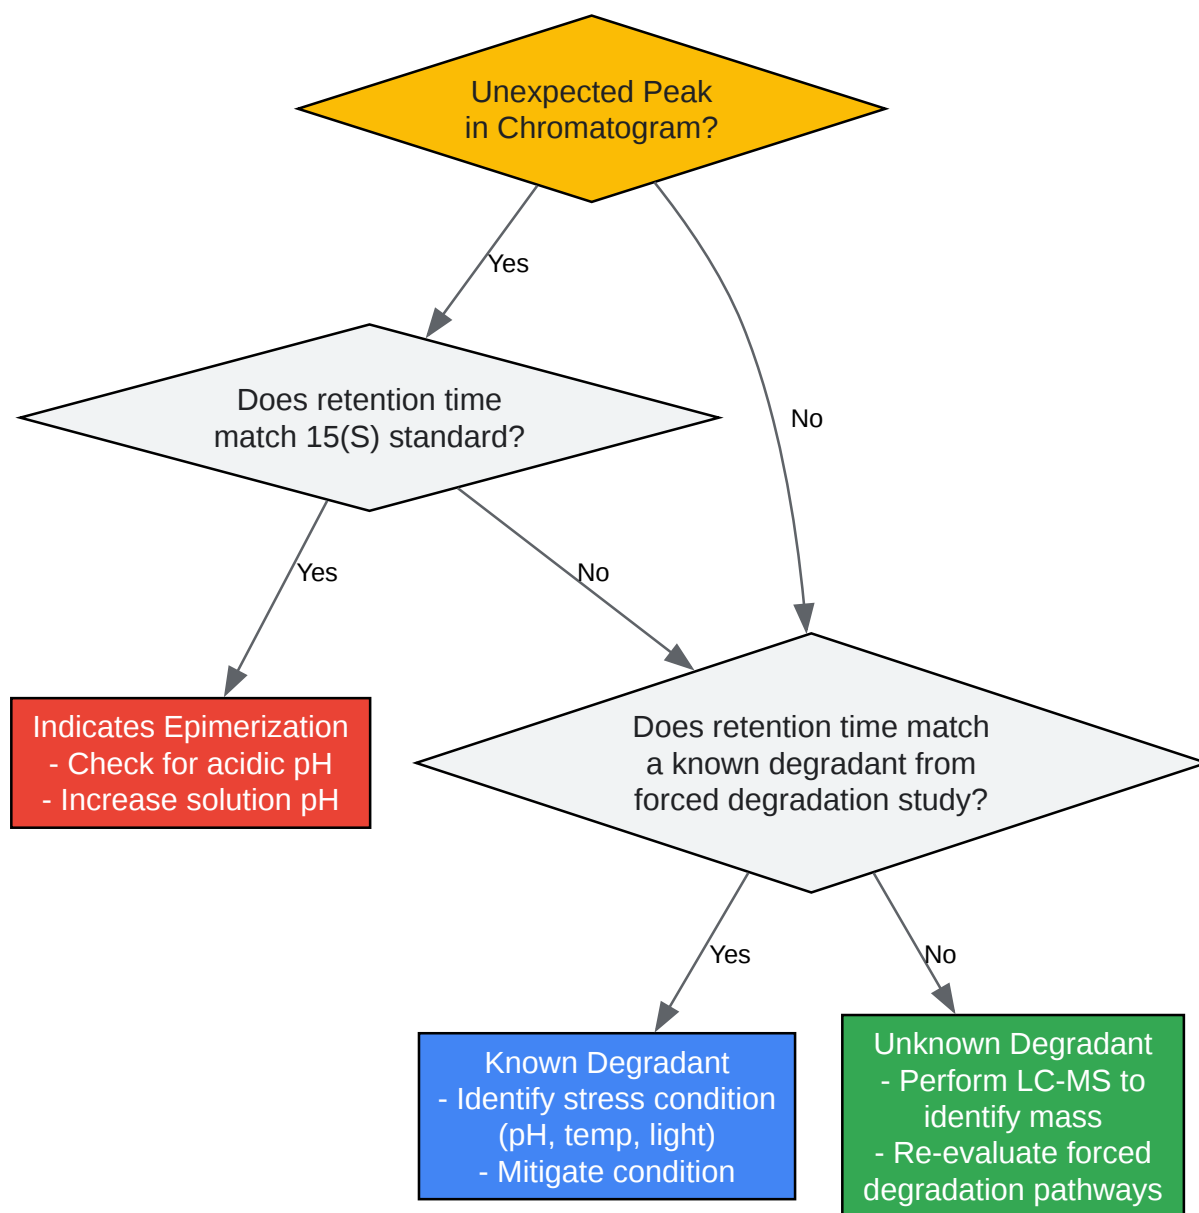 Unexpected Peak
in Chromatogram?
Yes
No
Does retention time
match 15(S) standard?
Yes
No
Indicates Epimerization
- Check for acidic pH
- Increase solution pH
Does retention time match
a known degradant from
forced degradation study?
Yes
No
Known Degradant
- Identify stress condition
(pH, temp, light)
- Mitigate condition
Unknown Degradant
- Perform LC-MS to
identify mass
- Re-evaluate forced
degradation pathways